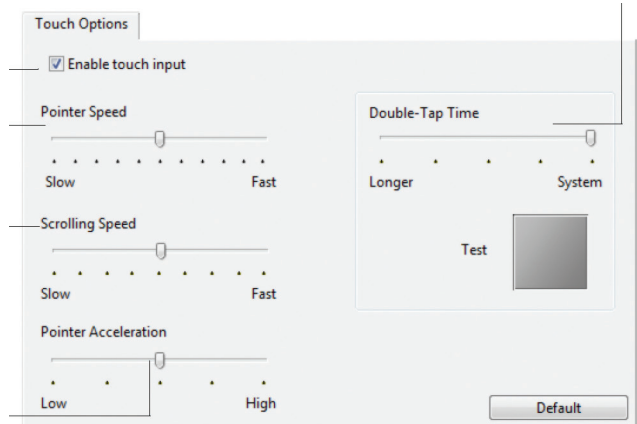 Touch Options
Enable touch input
Pointer Speed
Slow Fast
Scrolling Speed
Slow Fast
Pointer Acceleration
Low High
Double-Tap Time
Longer System
Test
Default